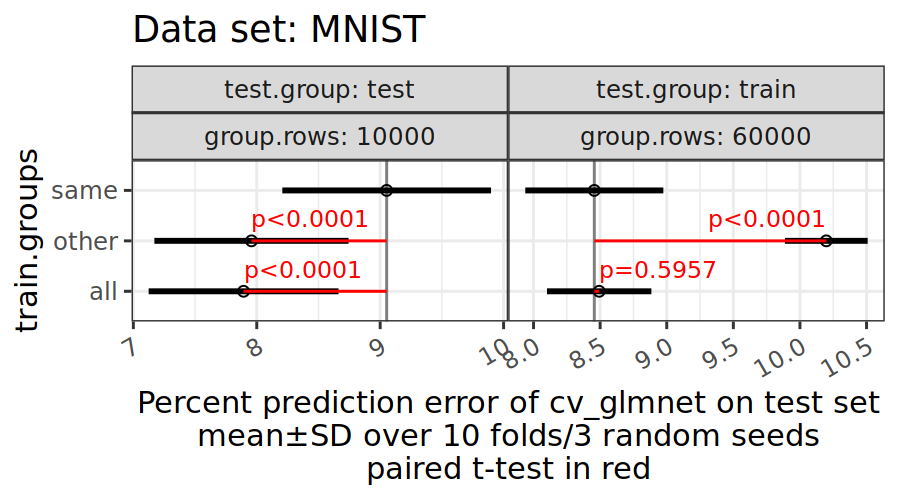 Data set: MNIST
test.group: test
test.group: train
group.rows: 10000
group.rows: 60000
train.groups
same
other
all
p<0.0001
p<0.0001
p<0.0001
p=0.5957
7
8
9
10
8.0
8.5
9.0
9.5
10.0
10.5
Percent prediction error of cv_glmnet on test set
mean±SD over 10 folds/3 random seeds
paired t-test in red